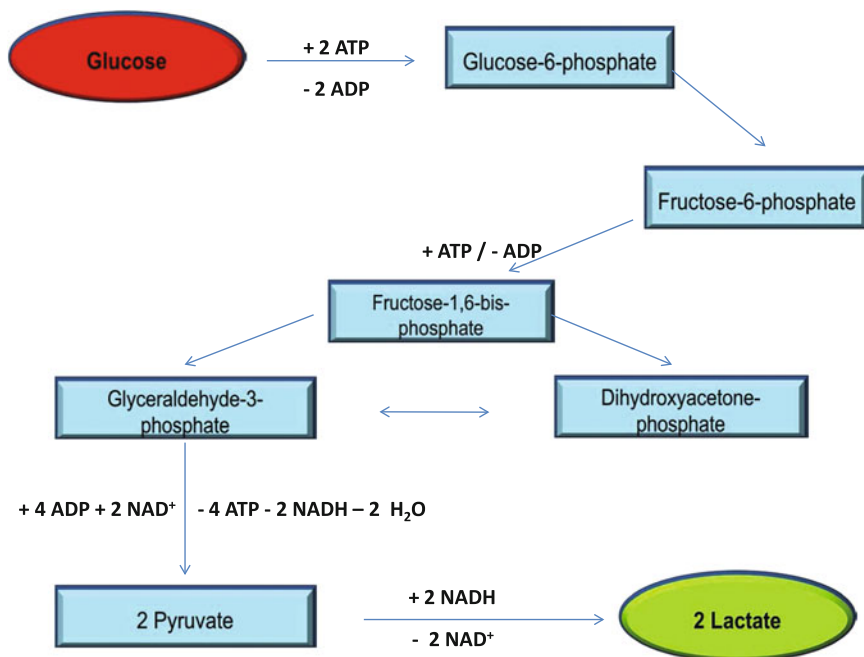 Glucose
+ 2 ATP
- 2 ADP
Glucose-6-phosphate
Fructose-6-phosphate
+ ATP / - ADP
Fructose-1,6-bis-
phosphate
Glyceraldehyde-3-
phosphate
Dihydroxyacetone-
phosphate
+ 4 ADP + 2 NAD⁺ - 4 ATP - 2 NADH – 2 H₂O
2 Pyruvate
+ 2 NADH
- 2 NAD⁺
2 Lactate